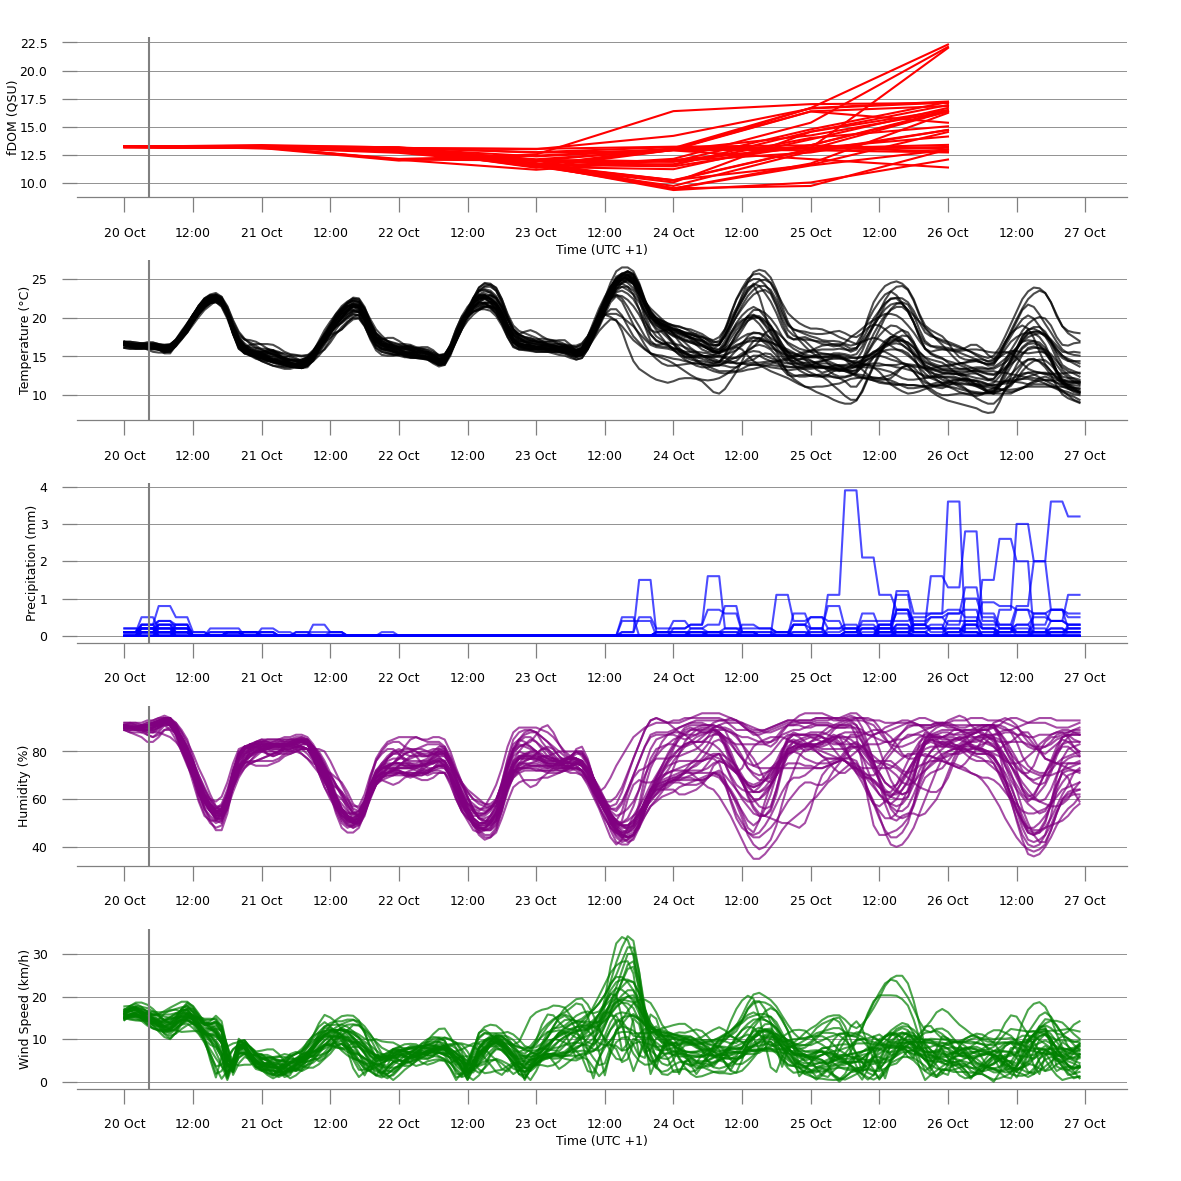 22.5
20.0
17.5
15.0
12.5
10.0
fDOM (QSU)
20 Oct 12:00 21 Oct 12:00 22 Oct 12:00 23 Oct 12:00 24 Oct 12:00 25 Oct 12:00 26 Oct 12:00 27 Oct
Time (UTC +1)
25
20
15
10
Temperature (°C)
20 Oct 12:00 21 Oct 12:00 22 Oct 12:00 23 Oct 12:00 24 Oct 12:00 25 Oct 12:00 26 Oct 12:00 27 Oct
4
3
2
1
0
Precipitation (mm)
20 Oct 12:00 21 Oct 12:00 22 Oct 12:00 23 Oct 12:00 24 Oct 12:00 25 Oct 12:00 26 Oct 12:00 27 Oct
80
60
40
Humidity (%)
20 Oct 12:00 21 Oct 12:00 22 Oct 12:00 23 Oct 12:00 24 Oct 12:00 25 Oct 12:00 26 Oct 12:00 27 Oct
30
20
10
0
Wind Speed (km/h)
20 Oct 12:00 21 Oct 12:00 22 Oct 12:00 23 Oct 12:00 24 Oct 12:00 25 Oct 12:00 26 Oct 12:00 27 Oct
Time (UTC +1)